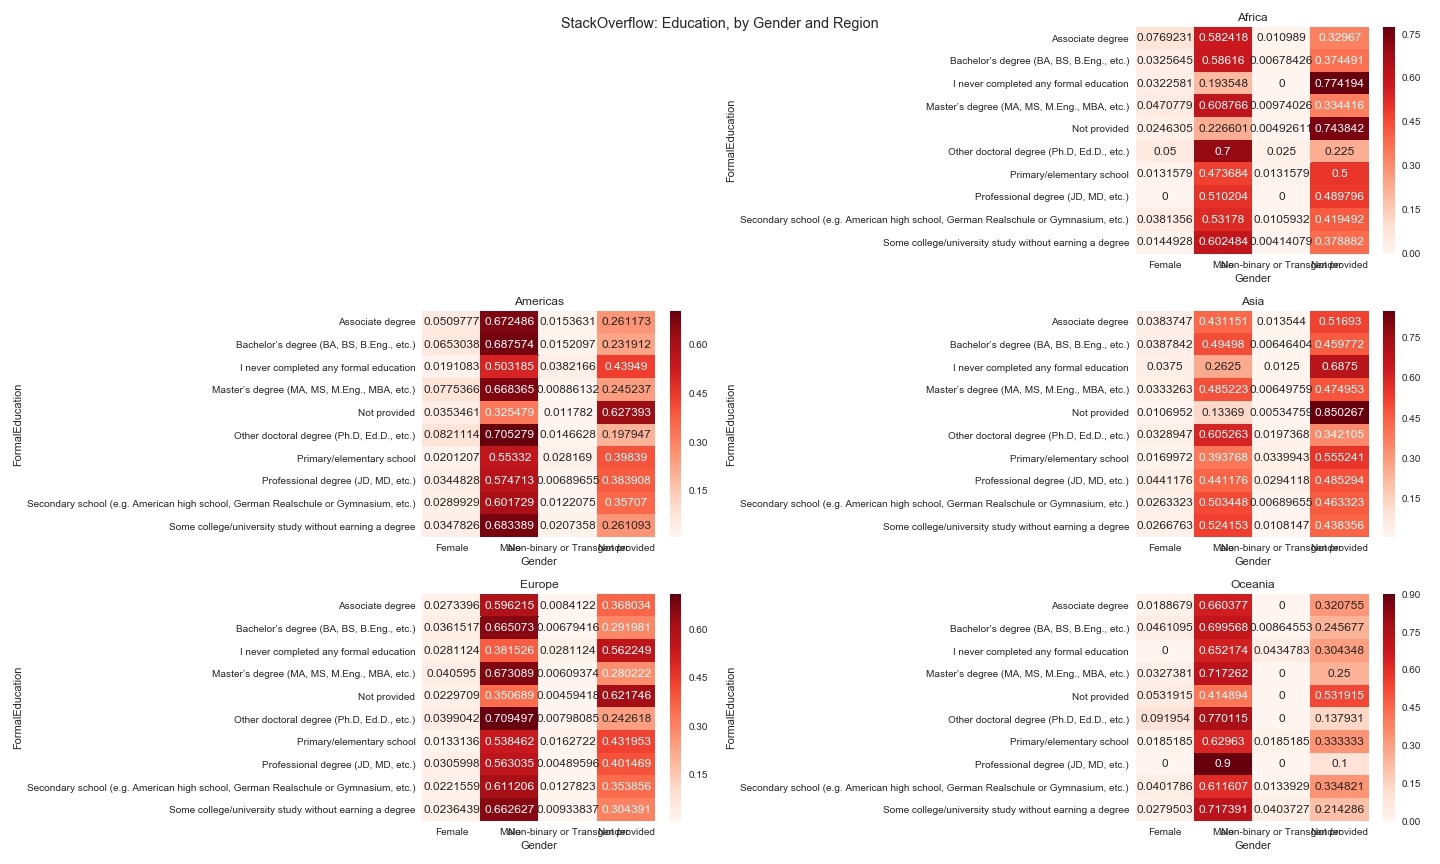 StackOverflow: Education, by Gender and Region
Africa
FormalEducation
Associate degree 0.0769231 0.582418 0.010989 0.32967
Bachelor's degree (BA, BS, B.Eng., etc.) 0.0325645 0.58616 0.00678426 0.374491
I never completed any formal education 0.0322581 0.193548 0 0.774194
Master's degree (MA, MS, M.Eng., MBA, etc.) 0.0470779 0.608766 0.00974026 0.334416
Not provided 0.0246305 0.226601 0.00492611 0.743842
Other doctoral degree (Ph.D, Ed.D., etc.) 0.05 0.7 0.025 0.225
Primary/elementary school 0.0131579 0.473684 0.0131579 0.5
Professional degree (JD, MD, etc.) 0 0.510204 0 0.489796
Secondary school (e.g. American high school, German Realschule or Gymnasium, etc.) 0.0381356 0.53178 0.0105932 0.419492
Some college/university study without earning a degree 0.0144928 0.602484 0.00414079 0.378882
Female Male Non-binary or Transgender Not provided
Gender
0.75
0.60
0.45
0.30
0.15
0.00
Americas
FormalEducation
Associate degree 0.0509777 0.672486 0.0153631 0.261173
Bachelor's degree (BA, BS, B.Eng., etc.) 0.0653038 0.687574 0.0152097 0.231912
I never completed any formal education 0.0191083 0.503185 0.0382166 0.43949
Master's degree (MA, MS, M.Eng., MBA, etc.) 0.0775366 0.668365 0.00886132 0.245237
Not provided 0.0353461 0.325479 0.011782 0.627393
Other doctoral degree (Ph.D, Ed.D., etc.) 0.0821114 0.705279 0.0146628 0.197947
Primary/elementary school 0.0201207 0.55332 0.028169 0.39839
Professional degree (JD, MD, etc.) 0.0344828 0.574713 0.00689655 0.383908
Secondary school (e.g. American high school, German Realschule or Gymnasium, etc.) 0.0289929 0.601729 0.0122075 0.35707
Some college/university study without earning a degree 0.0347826 0.683389 0.0207358 0.261093
Female Male Non-binary or Transgender Not provided
Gender
0.60
0.45
0.30
0.15
Asia
FormalEducation
Associate degree 0.0383747 0.431151 0.013544 0.51693
Bachelor's degree (BA, BS, B.Eng., etc.) 0.0387842 0.49498 0.00646404 0.459772
I never completed any formal education 0.0375 0.2625 0.0125 0.6875
Master's degree (MA, MS, M.Eng., MBA, etc.) 0.0333263 0.485223 0.00649759 0.474953
Not provided 0.0106952 0.13369 0.00534759 0.850267
Other doctoral degree (Ph.D, Ed.D., etc.) 0.0328947 0.605263 0.0197368 0.342105
Primary/elementary school 0.0169972 0.393768 0.0339943 0.555241
Professional degree (JD, MD, etc.) 0.0441176 0.441176 0.0294118 0.485294
Secondary school (e.g. American high school, German Realschule or Gymnasium, etc.) 0.0263323 0.503448 0.00689655 0.463323
Some college/university study without earning a degree 0.0266763 0.524153 0.0108147 0.438356
Female Male Non-binary or Transgender Not provided
Gender
0.75
0.60
0.45
0.30
0.15
Europe
FormalEducation
Associate degree 0.0273396 0.596215 0.0084122 0.368034
Bachelor's degree (BA, BS, B.Eng., etc.) 0.0361517 0.665073 0.00679416 0.291981
I never completed any formal education 0.0281124 0.381526 0.0281124 0.562249
Master's degree (MA, MS, M.Eng., MBA, etc.) 0.040595 0.673089 0.00609374 0.280222
Not provided 0.0229709 0.350689 0.00459418 0.621746
Other doctoral degree (Ph.D, Ed.D., etc.) 0.0399042 0.709497 0.00798085 0.242618
Primary/elementary school 0.0133136 0.538462 0.0162722 0.431953
Professional degree (JD, MD, etc.) 0.0305998 0.563035 0.00489596 0.401469
Secondary school (e.g. American high school, German Realschule or Gymnasium, etc.) 0.0221559 0.611206 0.0127823 0.353856
Some college/university study without earning a degree 0.0236439 0.662627 0.00933837 0.304391
Female Male Non-binary or Transgender Not provided
Gender
0.60
0.45
0.30
0.15
Oceania
FormalEducation
Associate degree 0.0188679 0.660377 0 0.320755
Bachelor's degree (BA, BS, B.Eng., etc.) 0.0461095 0.699568 0.00864553 0.245677
I never completed any formal education 0 0.652174 0.0434783 0.304348
Master's degree (MA, MS, M.Eng., MBA, etc.) 0.0327381 0.717262 0 0.25
Not provided 0.0531915 0.414894 0 0.531915
Other doctoral degree (Ph.D, Ed.D., etc.) 0.091954 0.770115 0 0.137931
Primary/elementary school 0.0185185 0.62963 0.0185185 0.333333
Professional degree (JD, MD, etc.) 0 0.9 0 0.1
Secondary school (e.g. American high school, German Realschule or Gymnasium, etc.) 0.0401786 0.611607 0.0133929 0.334821
Some college/university study without earning a degree 0.0279503 0.717391 0.0403727 0.214286
Female Male Non-binary or Transgender Not provided
Gender
0.90
0.75
0.60
0.45
0.30
0.15
0.00